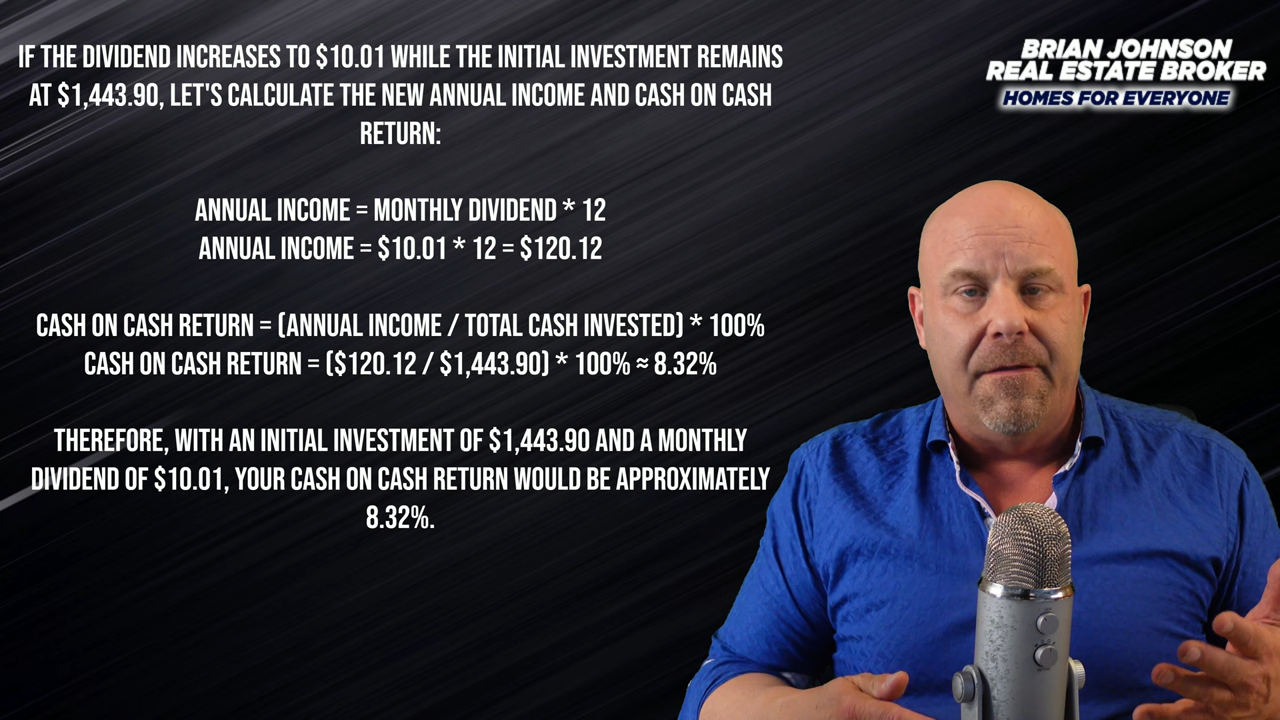 IF THE DIVIDEND INCREASES TO $10.01 WHILE THE INITIAL INVESTMENT REMAINS
AT $1,443.90, LET'S CALCULATE THE NEW ANNUAL INCOME AND CASH ON CASH
RETURN:
ANNUAL INCOME = MONTHLY DIVIDEND * 12
ANNUAL INCOME = $10.01 * 12 = $120.12
CASH ON CASH RETURN = (ANNUAL INCOME / TOTAL CASH INVESTED) * 100%
CASH ON CASH RETURN = ($120.12 / $1,443.90) * 100% ≈ 8.32%
THEREFORE, WITH AN INITIAL INVESTMENT OF $1,443.90 AND A MONTHLY
DIVIDEND OF $10.01, YOUR CASH ON CASH RETURN WOULD BE APPROXIMATELY
8.32%.
BRIAN JOHNSON
REAL ESTATE BROKER
HOMES FOR EVERYONE